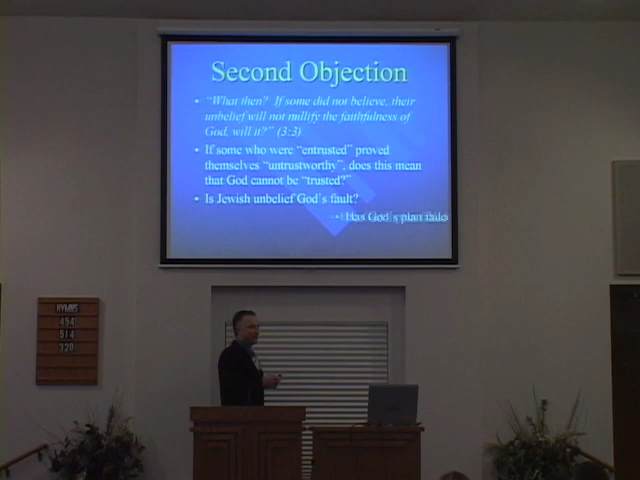 Second Objection
• "What then? If some did not believe, their
unbelief will not nullify the faithfulness of
God, will it?" (3:3)
• If some who were "entrusted" proved
themselves "untrustworthy", does this mean
that God cannot be "trusted?"
• Is Jewish unbelief God's fault?
• Has God's plan
HYMNS
454
514
320